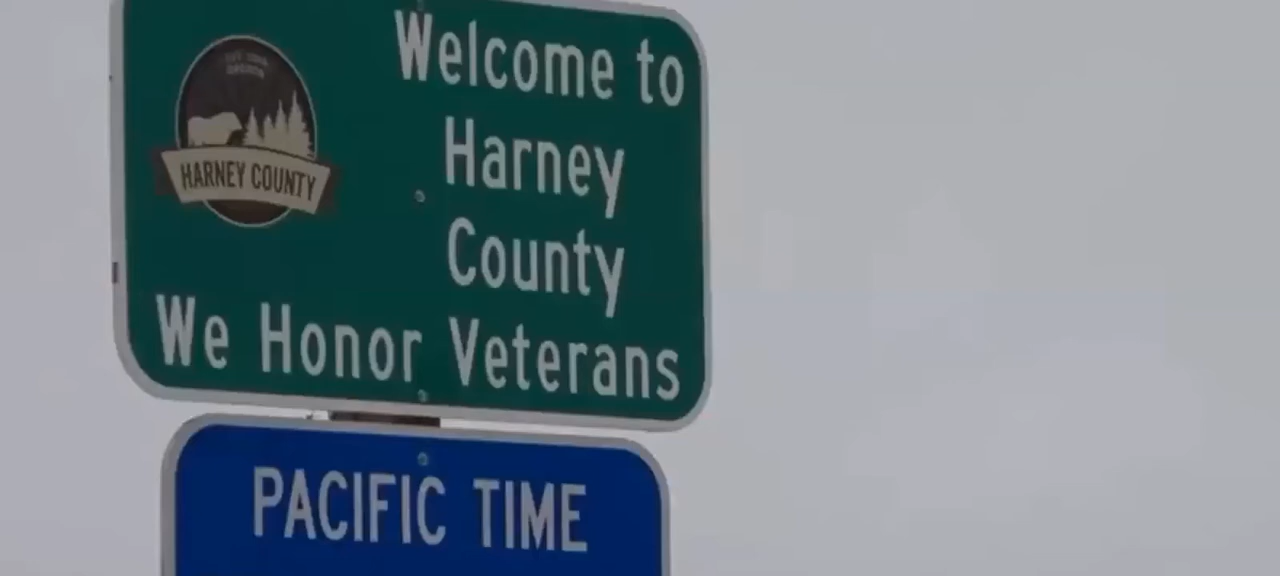 Welcome to
HARNEY COUNTY
Harney
County
We Honor Veterans
PACIFIC TIME